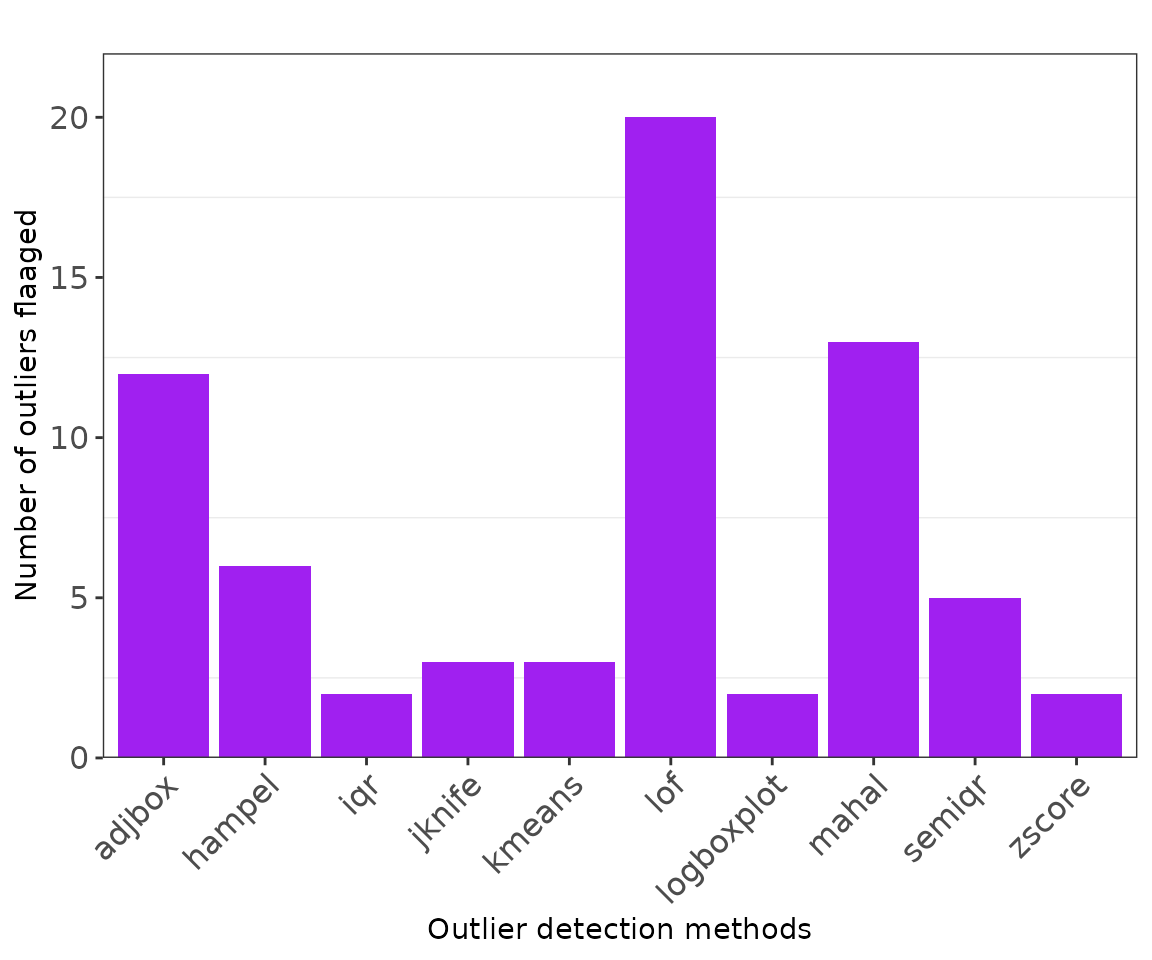 Number of outliers flaaged
20
15
10
5
0
adjbox
hampel
iqr
jknife
kmeans
lof
logboxplot
mahal
semiqr
zscore
Outlier detection methods